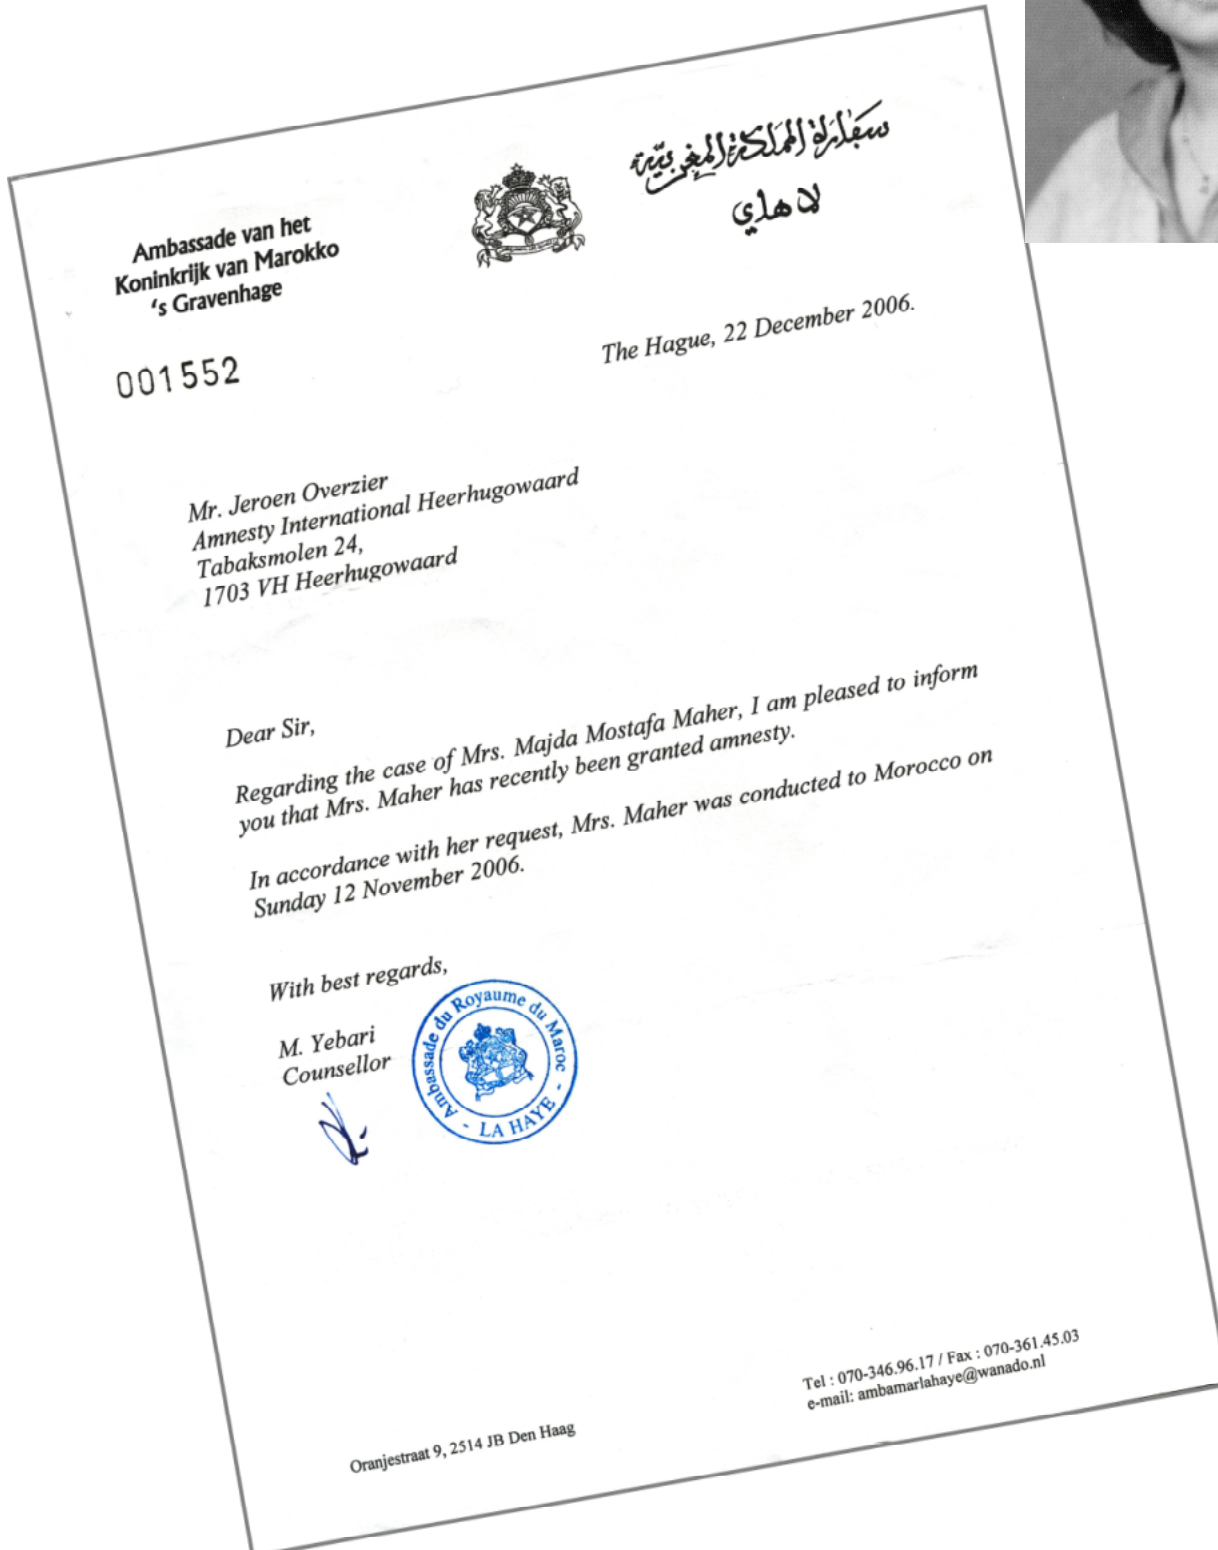 Ambassade van het
Koninkrijk van Marokko
's Gravenhage
سفارة المملكة المغربية
لاهاي
001552
The Hague, 22 December 2006.
Mr. Jeroen Overzier
Amnesty International Heerhugowaard
Tabaksmolen 24,
1703 VH Heerhugowaard
Dear Sir,
Regarding the case of Mrs. Majda Mostafa Maher, I am pleased to inform
you that Mrs. Maher has recently been granted amnesty.
In accordance with her request, Mrs. Maher was conducted to Morocco on
Sunday 12 November 2006.
With best regards,
M. Yebari
Counsellor
Ambassade du Royaume du Maroc
- LA HAYE -
Tel : 070-346.96.17 / Fax : 070-361.45.03
e-mail: ambamarlahaye@wanado.nl
Oranjestraat 9, 2514 JB Den Haag